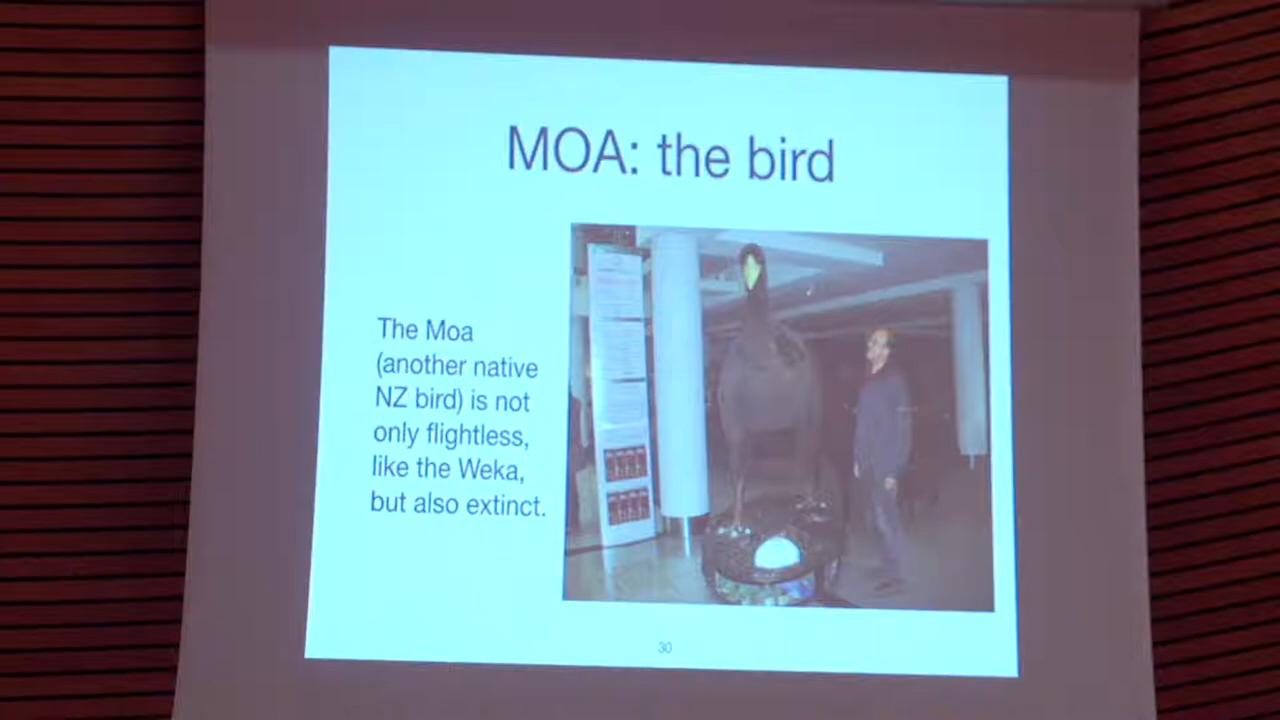 MOA: the bird
The Moa
(another native
NZ bird) is not
only flightless,
like the Weka,
but also extinct.
30